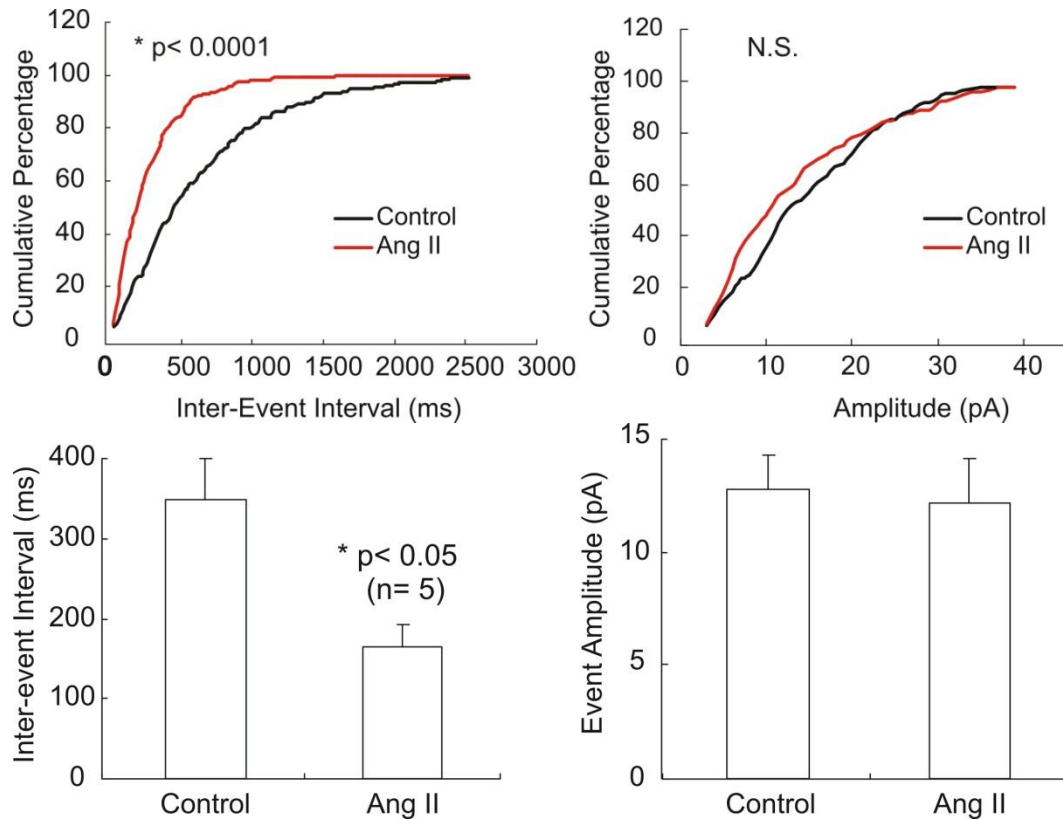 120
100
80
60
40
20
0
Cumulative Percentage
* p< 0.0001
Control
Ang II
0 500 1000 1500 2000 2500 3000
Inter-Event Interval (ms)
120
100
80
60
40
20
0
Cumulative Percentage
N.S.
Control
Ang II
0 10 20 30 40
Amplitude (pA)
400
300
200
100
0
Inter-event Interval (ms)
* p< 0.05
(n= 5)
Control Ang II
15
10
5
0
Event Amplitude (pA)
Control Ang II